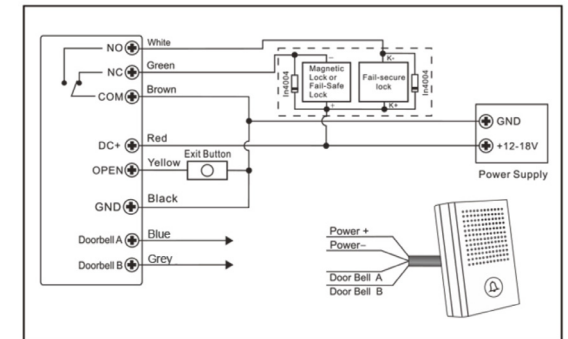 NO White
NC Green
COM Brown
DC+ Red
OPEN Yellow Exit Button
GND Black
Doorbell A Blue
Doorbell B Grey
–
Magnetic
Lock or
Fail-Safe
Lock
+
In4004
K-
Fail-secure
lock
K+
In4004
GND
+12-18V
Power Supply
Power +
Power–
Door Bell A
Door Bell B